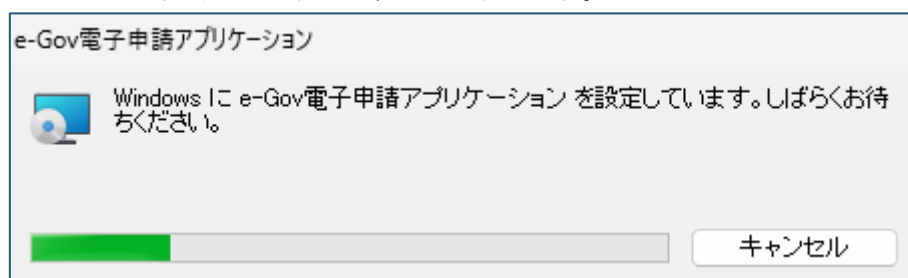 e-Gov電子申請アプリケーション
Windows に e-Gov電子申請アプリケーション を設定しています。しばらくお待
ちください。
キャンセル